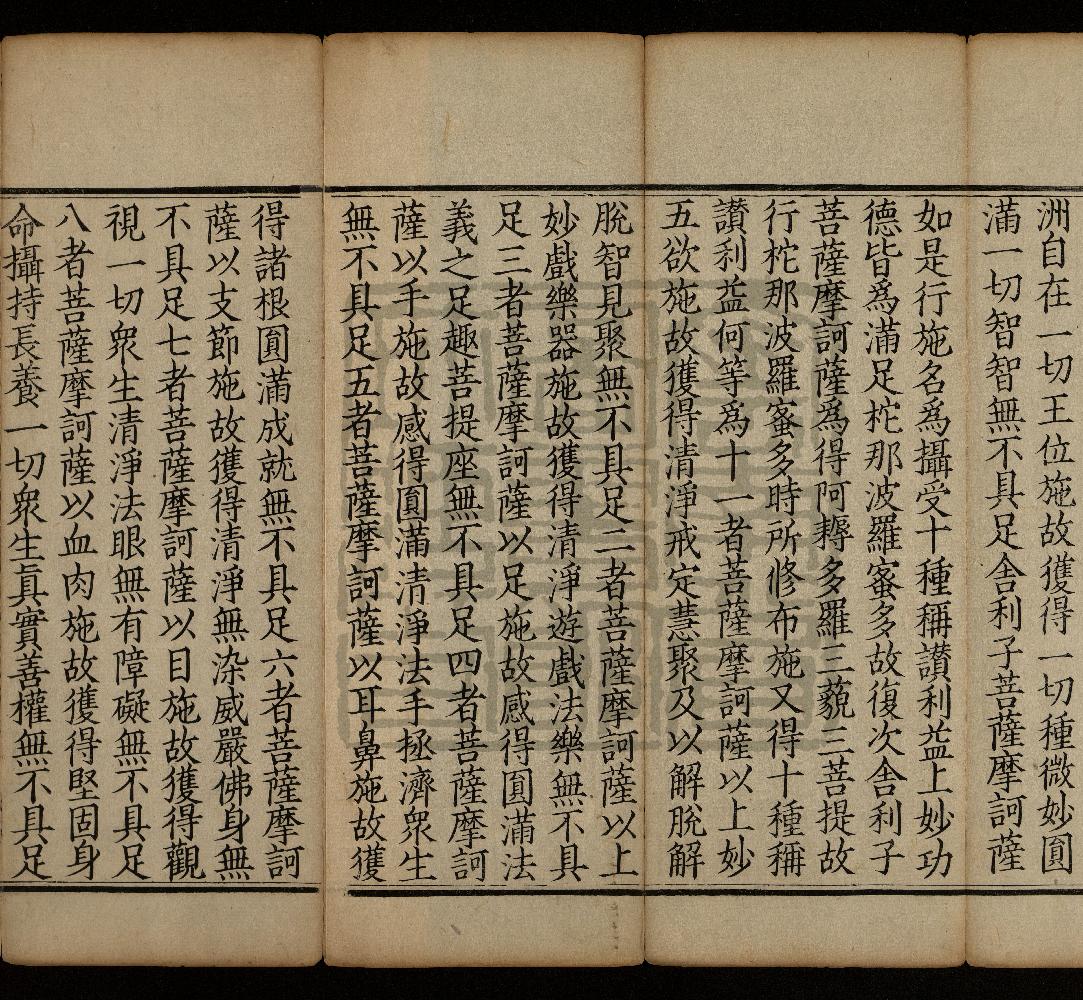 洲自在一切王位施故獲得一切種微妙圓
滿一切智智無不具足舍利子菩薩摩訶薩
如是行施名爲攝受十種稱讃利益上妙功
德皆爲滿足柁那波羅蜜多故復次舍利子
菩薩摩訶薩爲得阿耨多羅三藐三菩提故
行柁那波羅蜜多時所修布施又得十種稱
讃利益何等爲十一者菩薩摩訶薩以上妙
五欲施故獲得清淨戒定慧聚及以解脫解
脫智見聚無不具足二者菩薩摩訶薩以上
妙戲樂器施故獲得清淨遊戲法樂無不具
足三者菩薩摩訶薩以足施故感得圓滿法
義之足趣菩提座無不具足四者菩薩摩訶
薩以手施故感得圓滿清淨法手拯濟衆生
無不具足五者菩薩摩訶薩以耳鼻施故獲
得諸根圓滿成就無不具足六者菩薩摩訶
薩以支節施故獲得清淨無染威嚴佛身無
不具足七者菩薩摩訶薩以目施故獲得觀
視一切衆生清淨法眼無有障礙無不具足
八者菩薩摩訶薩以血肉施故獲得堅固身
命攝持長養一切衆生眞實善權無不具足